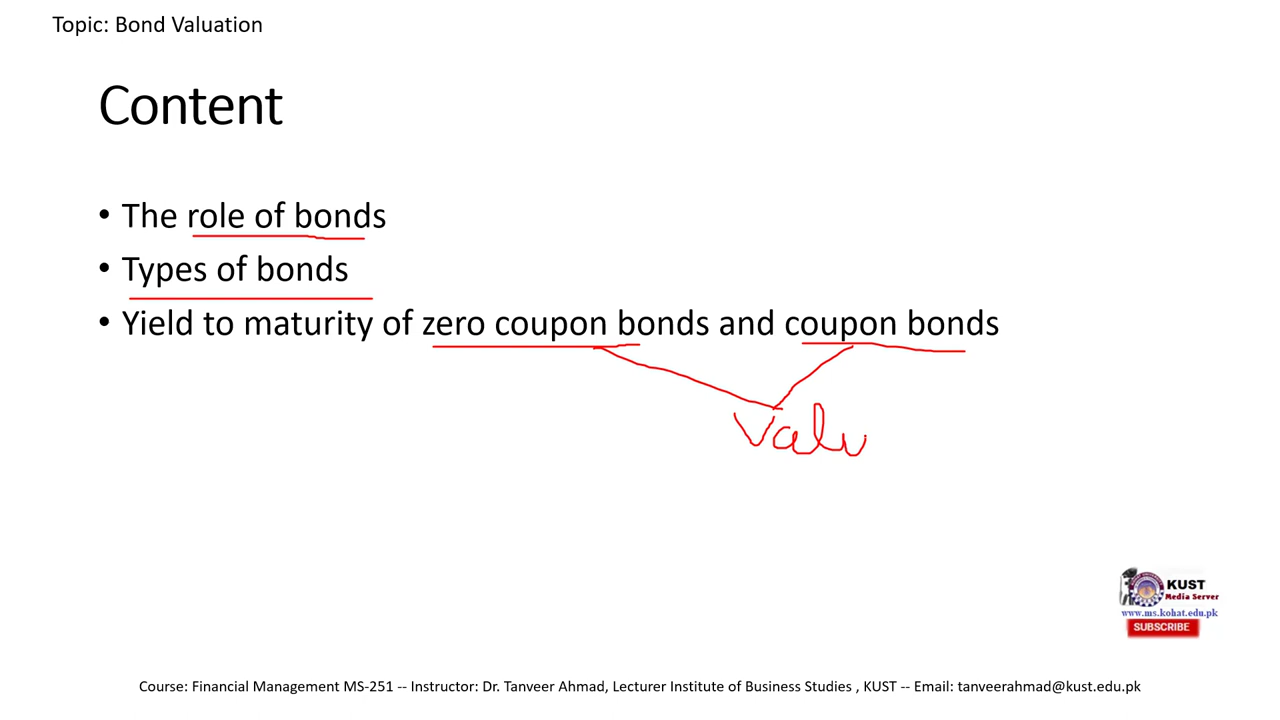 Topic: Bond Valuation
Content
• The role of bonds
• Types of bonds
• Yield to maturity of zero coupon bonds and coupon bonds
Valu
KUST
Media Server
www.ms.kohat.edu.pk
SUBSCRIBE
Course: Financial Management MS-251 -- Instructor: Dr. Tanveer Ahmad, Lecturer Institute of Business Studies , KUST -- Email: tanveerahmad@kust.edu.pk